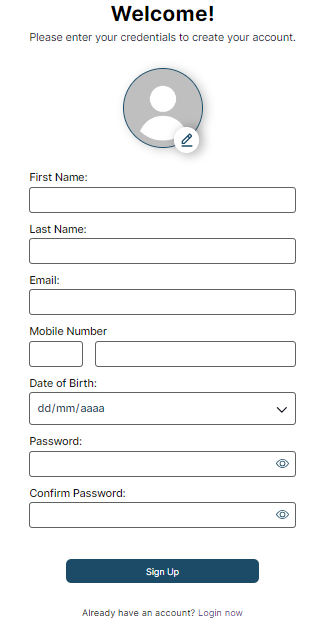 Welcome!
Please enter your credentials to create your account.
First Name:
Last Name:
Email:
Mobile Number
Date of Birth:
dd/mm/aaaa
Password:
Confirm Password:
Sign Up
Already have an account? Login now